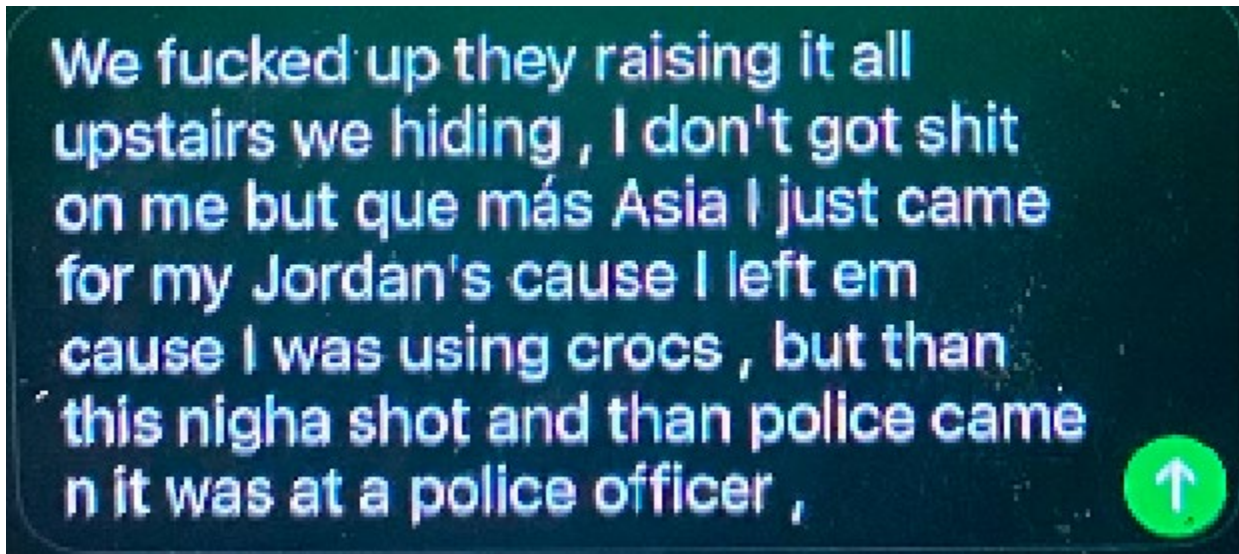 We fucked up they raising it all
upstairs we hiding , I don't got shit
on me but que más Asia I just came
for my Jordan's cause I left em
cause I was using crocs , but than
this nigha shot and than police came
n it was at a police officer ,